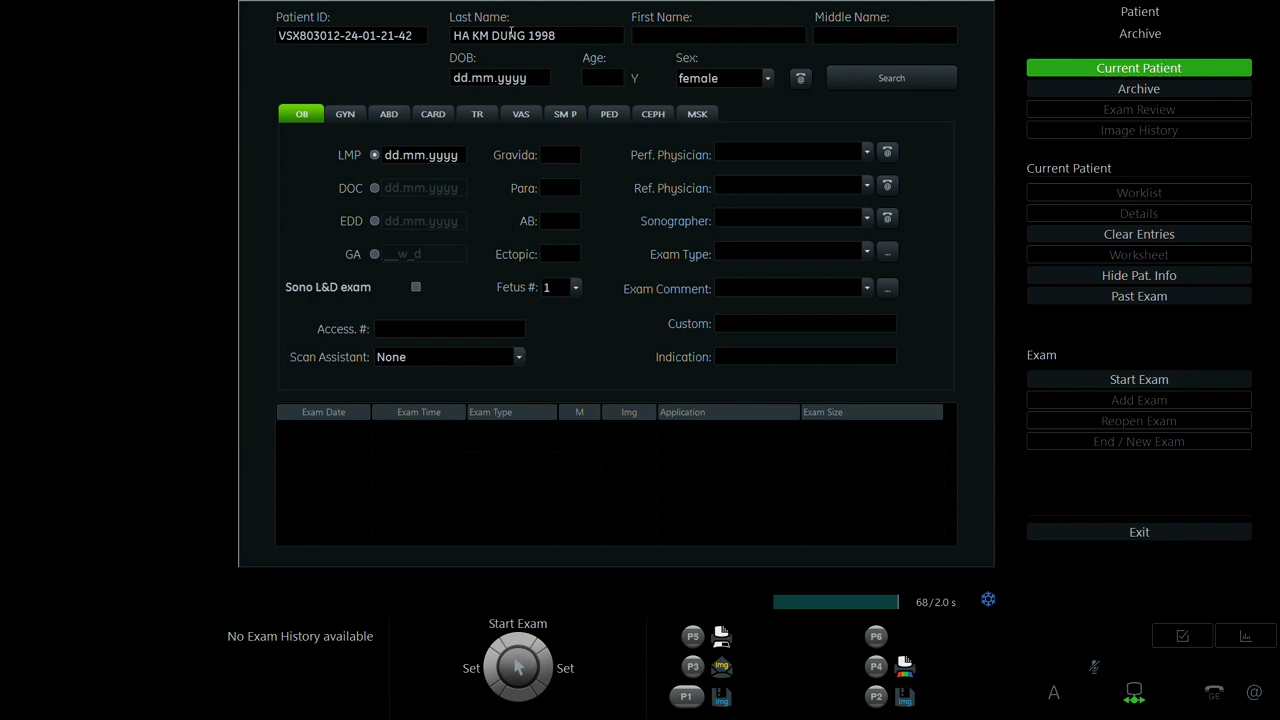 Patient ID: Last Name: First Name: Middle Name:
VSX803012-24-01-21-42 HA KM DUNG 1998
DOB: Age: Sex:
dd.mm.yyyy Y female Search
OB GYN ABD CARD TR VAS SM P PED CEPH MSK
LMP dd.mm.yyyy Gravida: Perf. Physician:
DOC dd.mm.yyyy Para: Ref. Physician:
EDD dd.mm.yyyy AB: Sonographer:
GA __w_d Ectopic: Exam Type: ...
Sono L&D exam Fetus #: 1 Exam Comment: ...
Access. #: Custom:
Scan Assistant: None Indication:
Exam Date Exam Time Exam Type M Img Application Exam Size
68/2.0 s
No Exam History available
Start Exam
Set Set
P5 P6
P3 Img P4
P1 Img P2 Img
Patient
Archive
Current Patient
Archive
Exam Review
Image History
Current Patient
Worklist
Details
Clear Entries
Worksheet
Hide Pat. Info
Past Exam
Exam
Start Exam
Add Exam
Reopen Exam
End / New Exam
Exit
A GE @